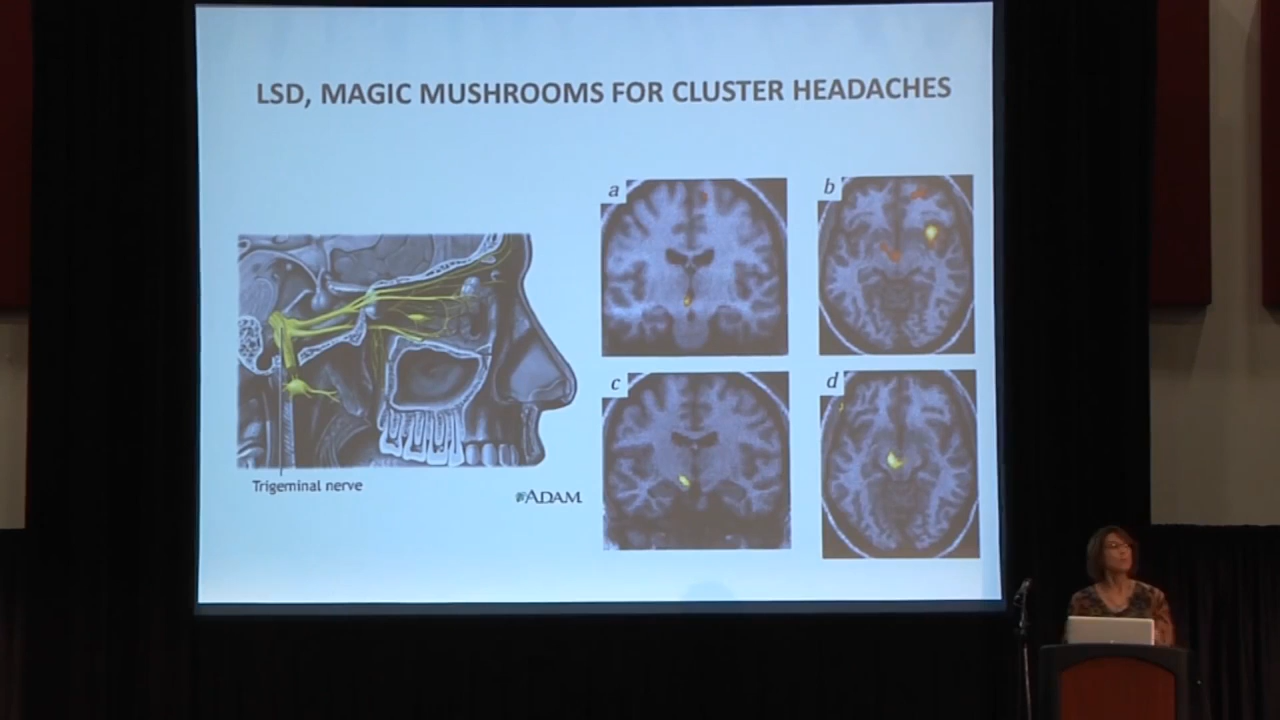 LSD, MAGIC MUSHROOMS FOR CLUSTER HEADACHES
a
b
c
d
Trigeminal nerve
ADAM.